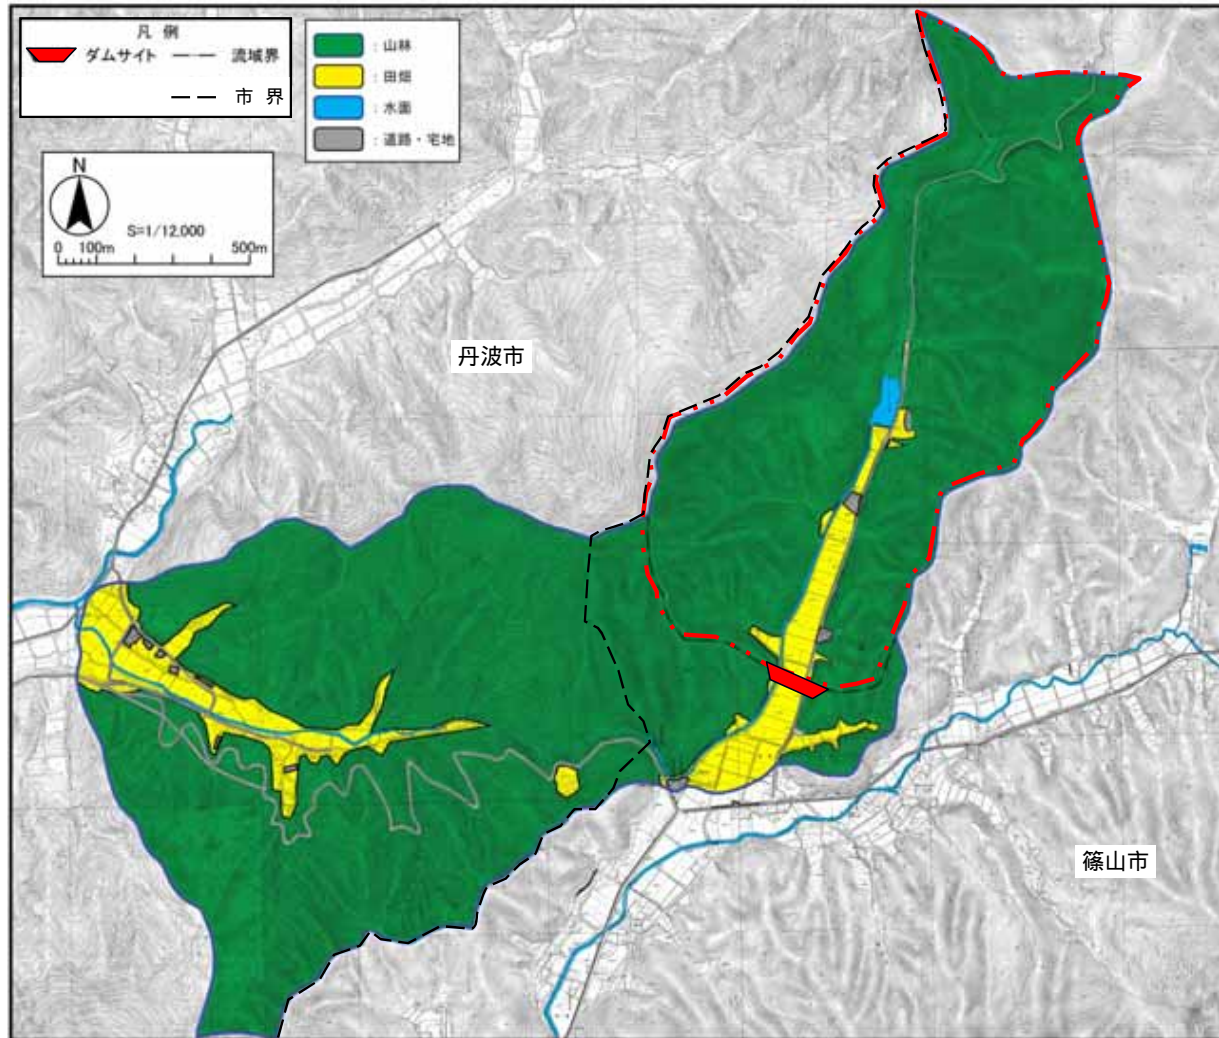 凡 例
ダムサイト 流域界
市 界
: 山林
: 田畑
: 水面
: 道路・宅地
N
S=1/12,000
0 100m 500m
丹波市
篠山市